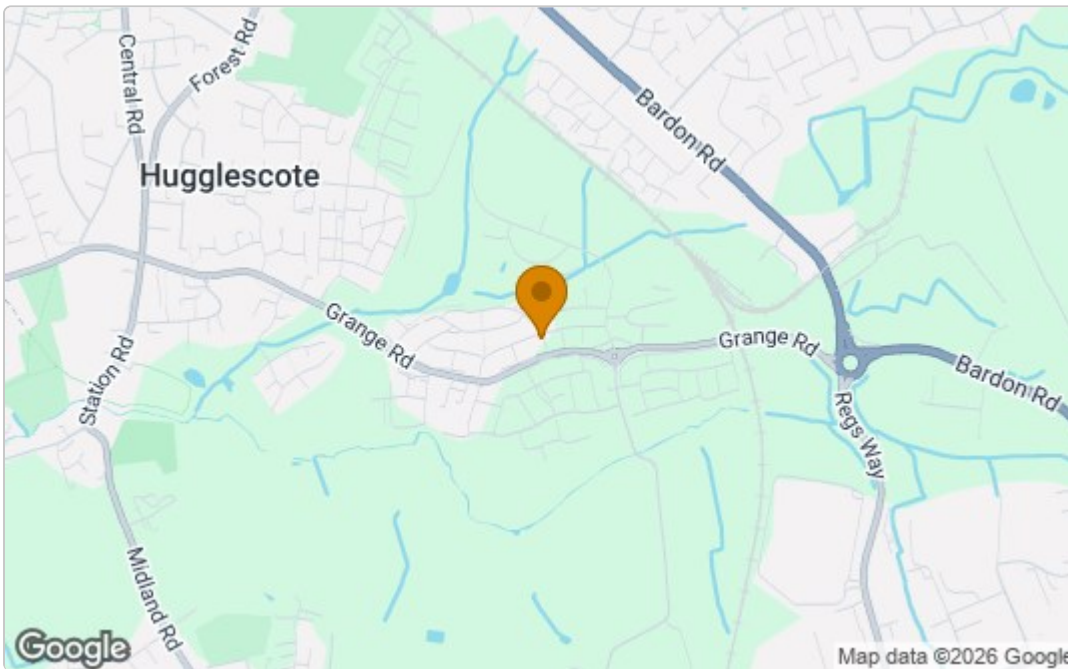 Central Rd
Forest Rd
Bardon Rd
Hugglescote
Grange Rd
Grange Rd
Station Rd
Bardon Rd
Regs Way
Midland Rd
Google
Map data ©2026 Google